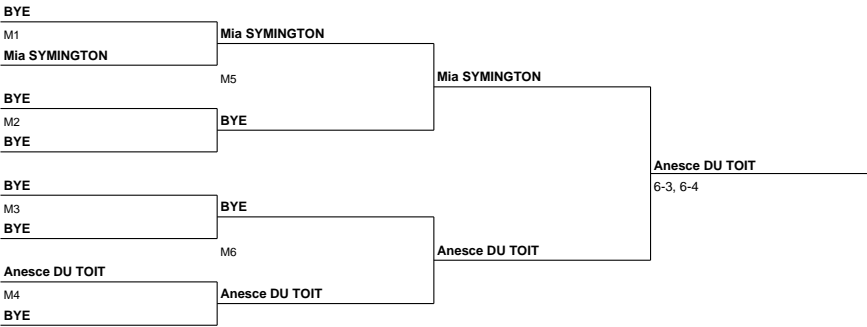 BYE
M1
Mia SYMINGTON
Mia SYMINGTON
M5
Mia SYMINGTON
BYE
M2
BYE
BYE
Anesce DU TOIT
6-3, 6-4
BYE
M3
BYE
BYE
M6
Anesce DU TOIT
Anesce DU TOIT
M4
Anesce DU TOIT
BYE